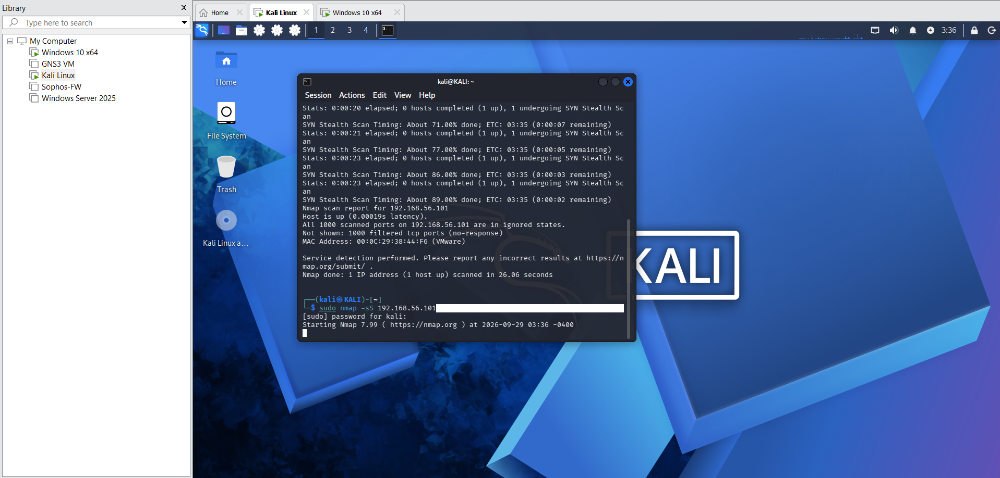 Library
Type here to search
My Computer
Windows 10 x64
GNS3 VM
Kali Linux
Sophos-FW
Windows Server 2025
Home
Kali Linux
Windows 10 x64
1 2 3 4
3:36
Home
File System
Trash
Kali Linux a...
kali@KALI: ~
Session Actions Edit View Help
Stats: 0:00:20 elapsed; 0 hosts completed (1 up), 1 undergoing SYN Stealth Sc
an
SYN Stealth Scan Timing: About 71.00% done; ETC: 03:35 (0:00:07 remaining)
Stats: 0:00:21 elapsed; 0 hosts completed (1 up), 1 undergoing SYN Stealth Sc
an
SYN Stealth Scan Timing: About 77.00% done; ETC: 03:35 (0:00:05 remaining)
Stats: 0:00:23 elapsed; 0 hosts completed (1 up), 1 undergoing SYN Stealth Sc
an
SYN Stealth Scan Timing: About 86.00% done; ETC: 03:35 (0:00:03 remaining)
Stats: 0:00:23 elapsed; 0 hosts completed (1 up), 1 undergoing SYN Stealth Sc
an
SYN Stealth Scan Timing: About 89.00% done; ETC: 03:35 (0:00:02 remaining)
Nmap scan report for 192.168.56.101
Host is up (0.00019s latency).
All 1000 scanned ports on 192.168.56.101 are in ignored states.
Not shown: 1000 filtered tcp ports (no-response)
MAC Address: 00:0C:29:38:44:F6 (VMware)
Service detection performed. Please report any incorrect results at https://n
map.org/submit/ .
Nmap done: 1 IP address (1 host up) scanned in 26.06 seconds
┌──(kali㉿KALI)-[~]
└─$ sudo nmap -sS 192.168.56.101
[sudo] password for kali:
Starting Nmap 7.99 ( https://nmap.org ) at 2026-09-29 03:36 -0400
KALI